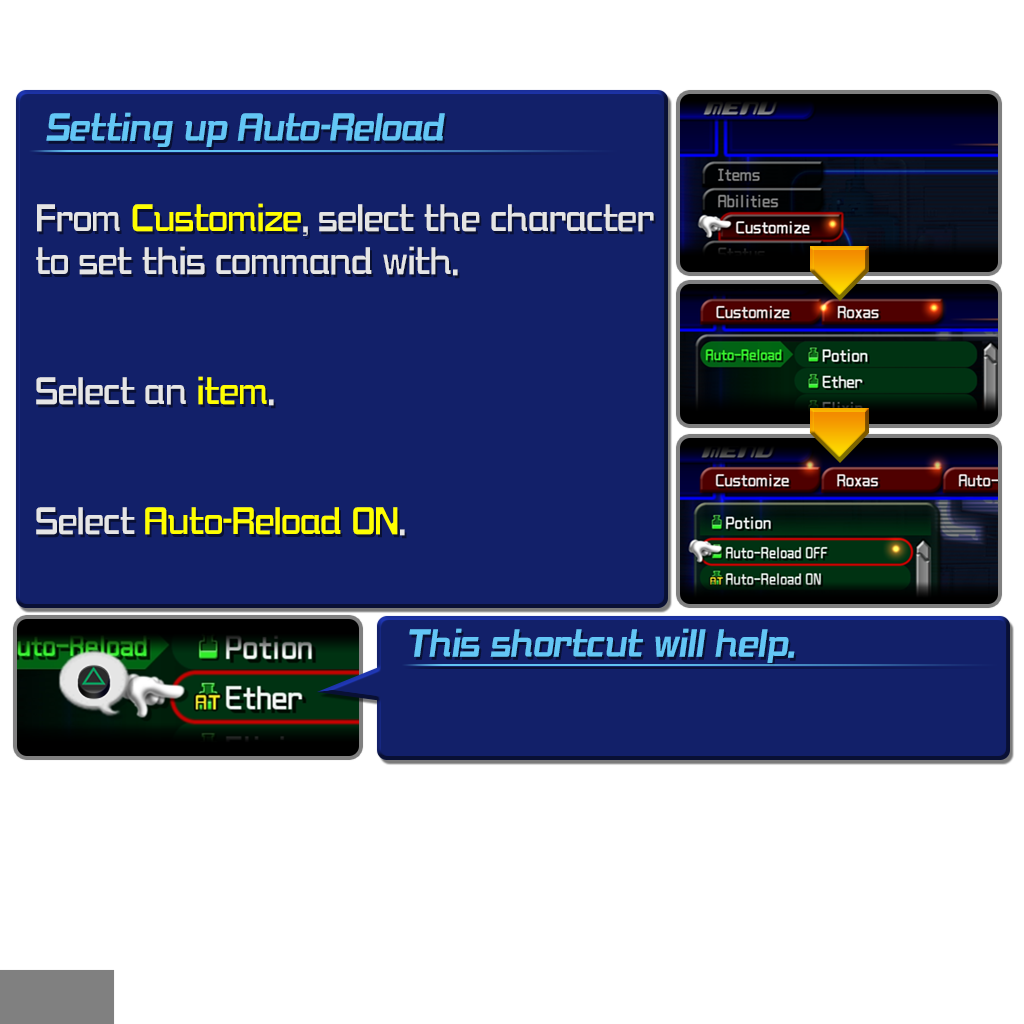 Setting up Auto-Reload
From Customize, select the character
to set this command with.
Select an item.
Select Auto-Reload ON.
MENU
Items
Abilities
Customize
Status
Customize Roxas
Auto-Reload Potion
Ether
Elixir
MENU
Customize Roxas Auto-
Potion
Auto-Reload OFF
AT Auto-Reload ON
uto-Reload Potion
AT Ether
This shortcut will help.